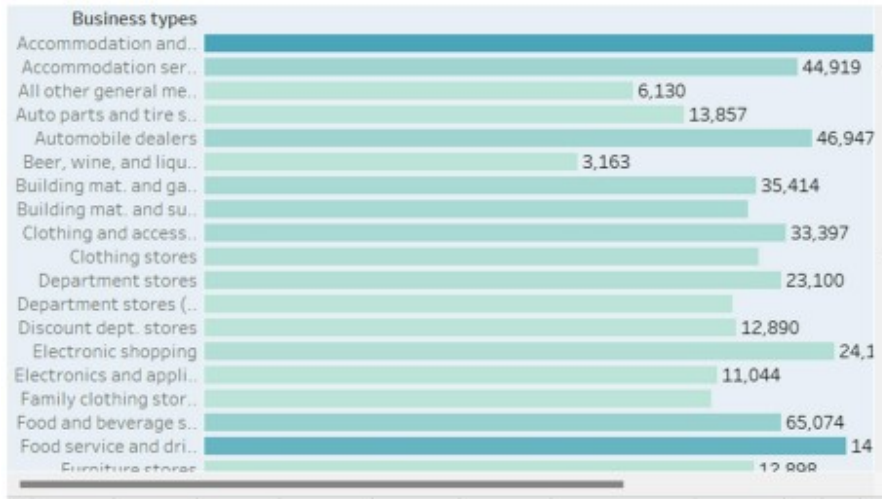 Business types
Accommodation and..
Accommodation ser.. 44,919
All other general me.. 6,130
Auto parts and tire s.. 13,857
Automobile dealers 46,947
Beer, wine, and liqu.. 3,163
Building mat. and ga.. 35,414
Building mat. and su..
Clothing and access.. 33,397
Clothing stores
Department stores 23,100
Department stores (..
Discount dept. stores 12,890
Electronic shopping 24,1
Electronics and appli.. 11,044
Family clothing stor..
Food and beverage s.. 65,074
Food service and dri.. 14
Furniture stores 12,898